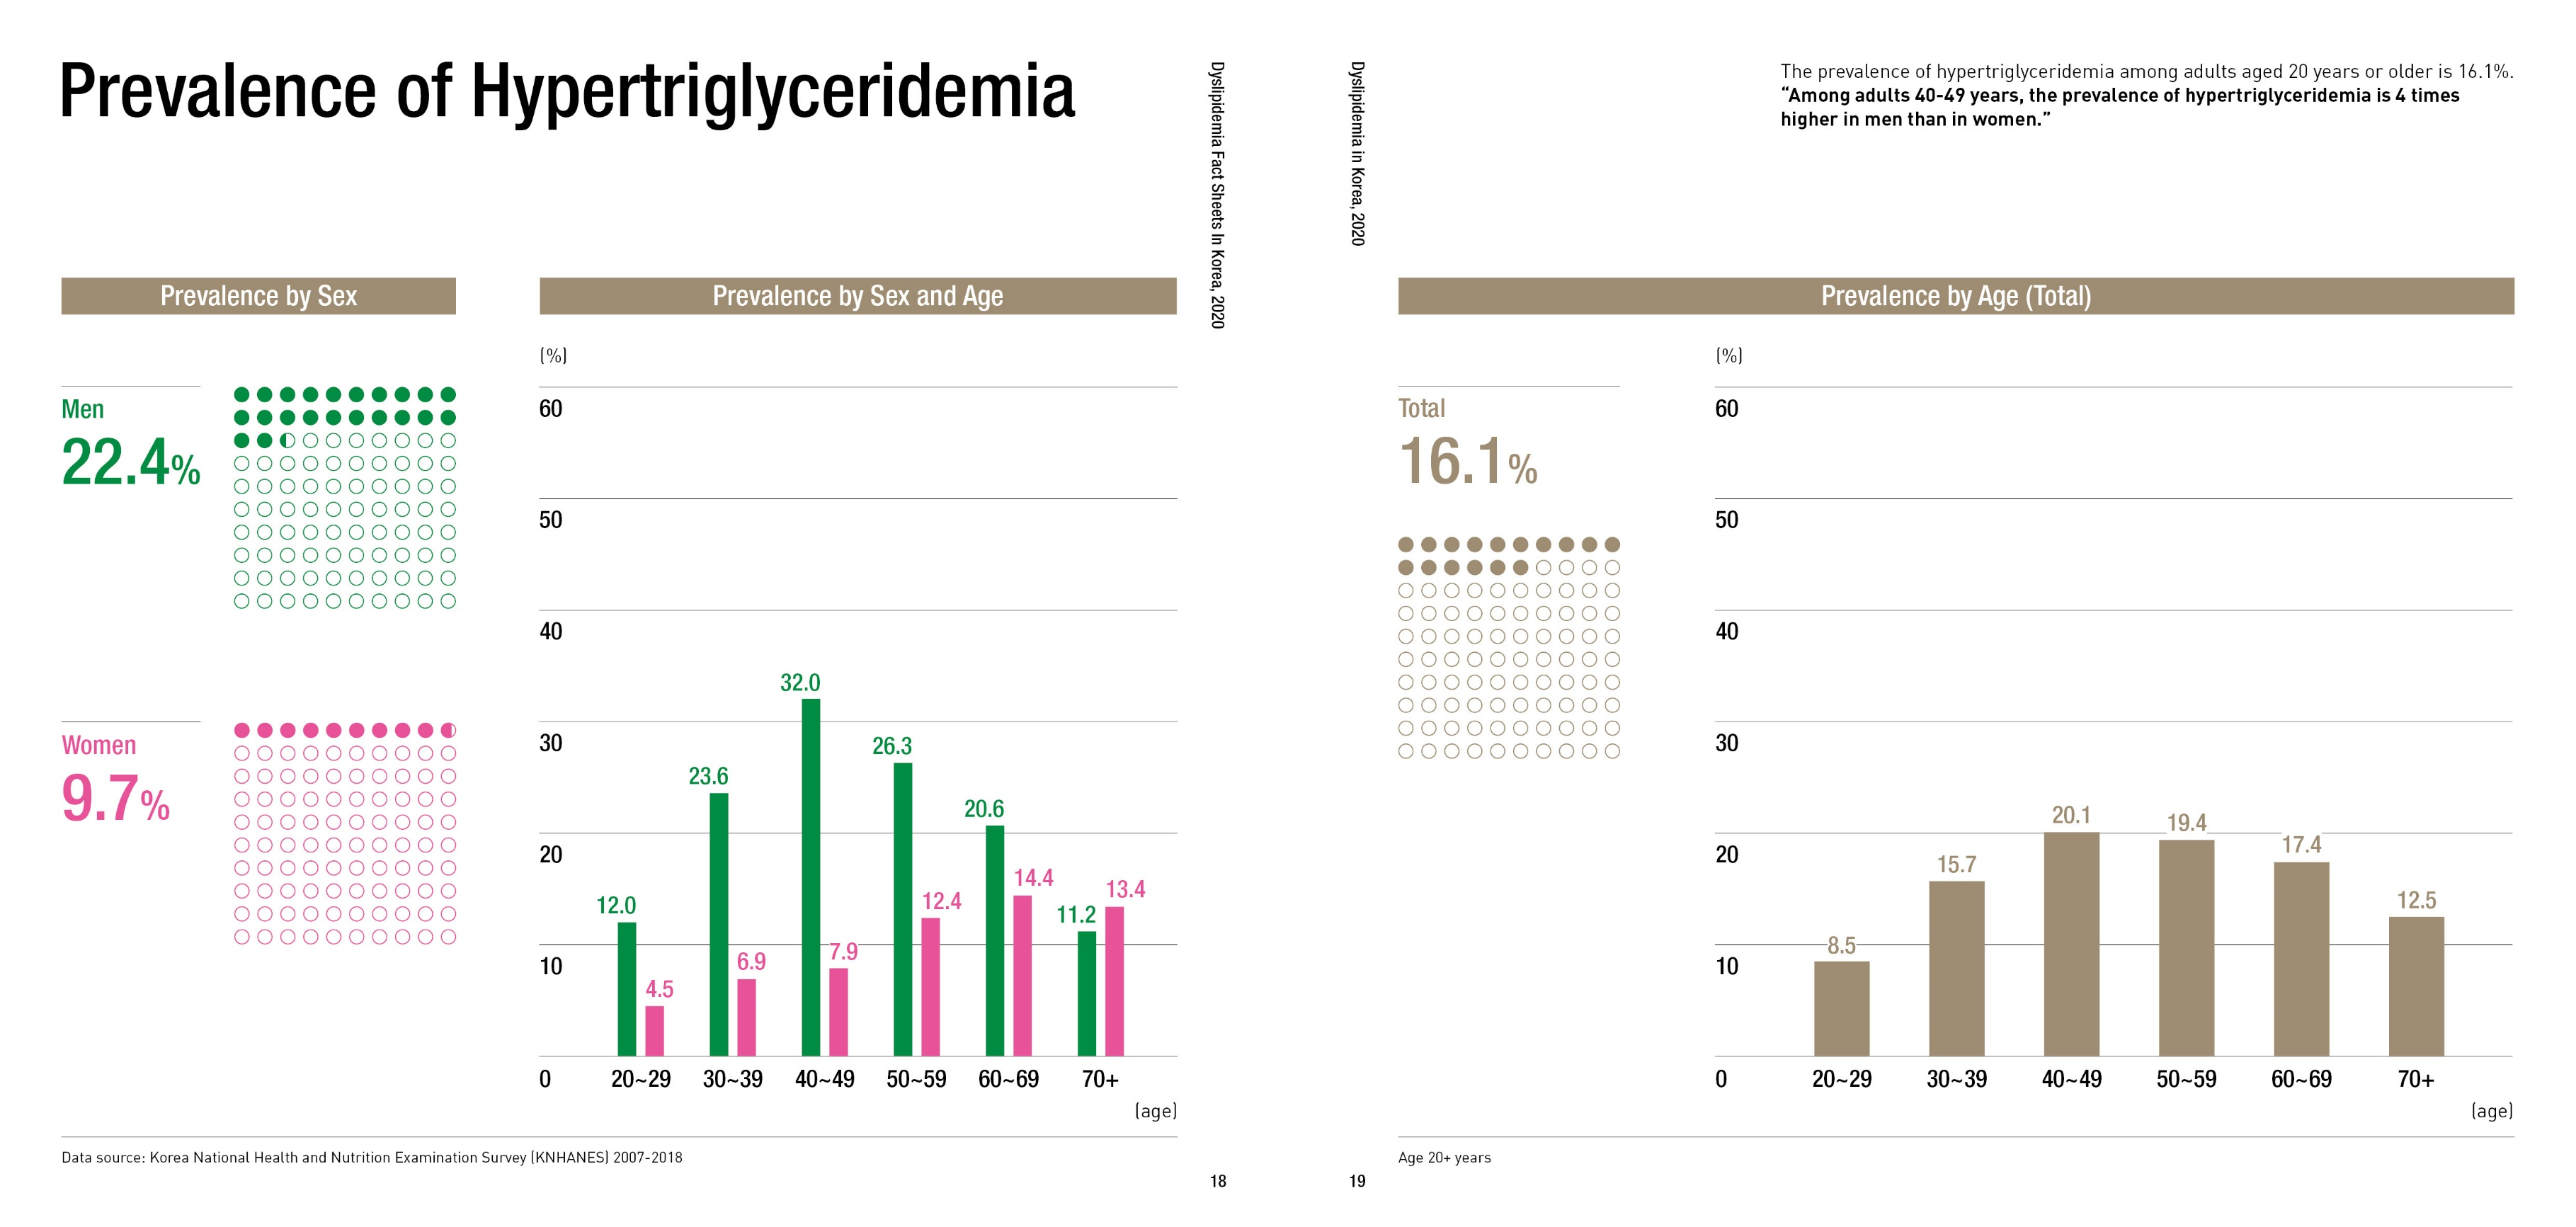 Prevalence of Hypertriglyceridemia
Dyslipidemia Fact Sheets In Korea, 2020
Prevalence by Sex
Men
22.4%
Women
9.7%
Prevalence by Sex and Age
(%)
60
50
40
30
20
10
0
12.0
4.5
23.6
6.9
32.0
7.9
26.3
12.4
20.6
14.4
11.2
13.4
20~29 30~39 40~49 50~59 60~69 70+
(age)
Data source: Korea National Health and Nutrition Examination Survey (KNHANES) 2007-2018
18
Dyslipidemia in Korea, 2020
The prevalence of hypertriglyceridemia among adults aged 20 years or older is 16.1%.
“Among adults 40-49 years, the prevalence of hypertriglyceridemia is 4 times
higher in men than in women.”
Prevalence by Age (Total)
Total
16.1%
(%)
60
50
40
30
20
10
0
8.5
15.7
20.1
19.4
17.4
12.5
20~29 30~39 40~49 50~59 60~69 70+
(age)
Age 20+ years
19